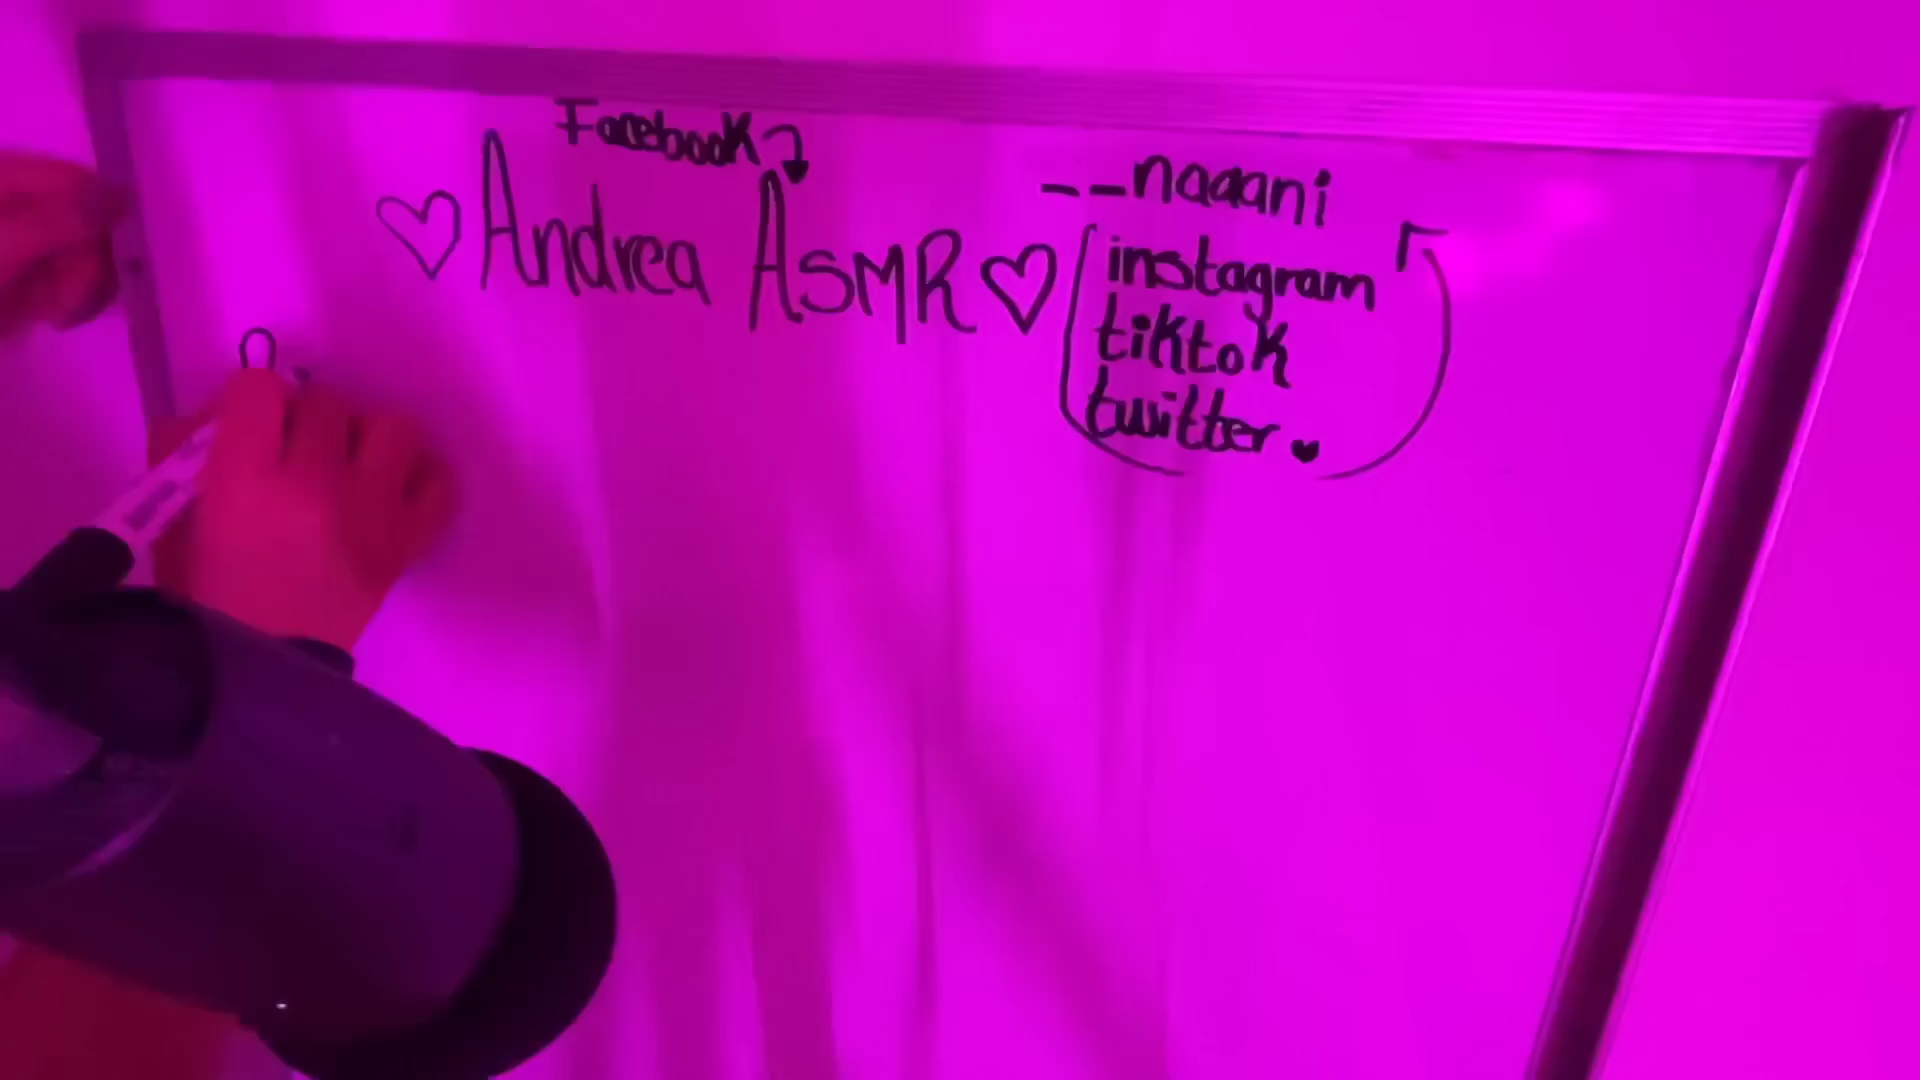 Facebook
♡ Andrea ASMR ♡
__naaani
instagram
tiktok
twitter